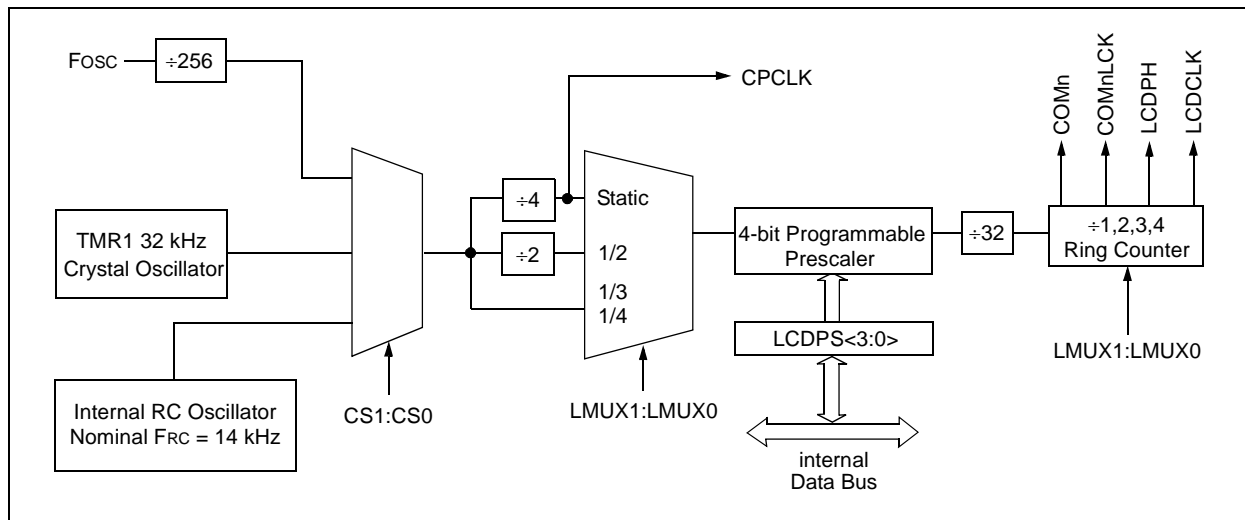 FOSC
÷256
CPCLK
COMn
COMnLCK
LCDPH
LCDCLK
÷4
Static
TMR1 32 kHz
Crystal Oscillator
÷2
1/2
4-bit Programmable
Prescaler
÷32
÷1,2,3,4
Ring Counter
1/3
1/4
LCDPS<3:0>
LMUX1:LMUX0
Internal RC Oscillator
Nominal FRC = 14 kHz
CS1:CS0
LMUX1:LMUX0
internal
Data Bus